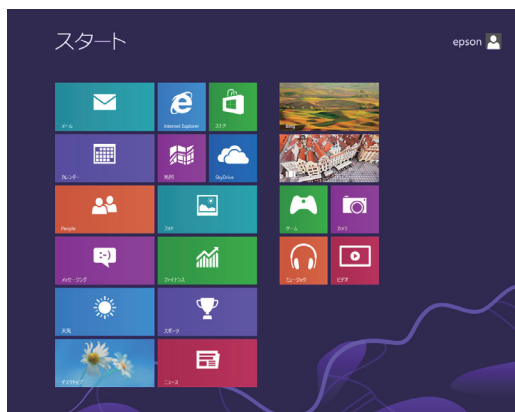 スタート
epson
メール
Internet Explorer
ストア
Bing
カレンダー
地図
SkyDrive
People
フォト
ゲーム
カメラ
メッセージング
ファイナンス
ミュージック
ビデオ
天気
スポーツ
デスクトップ
ニュース